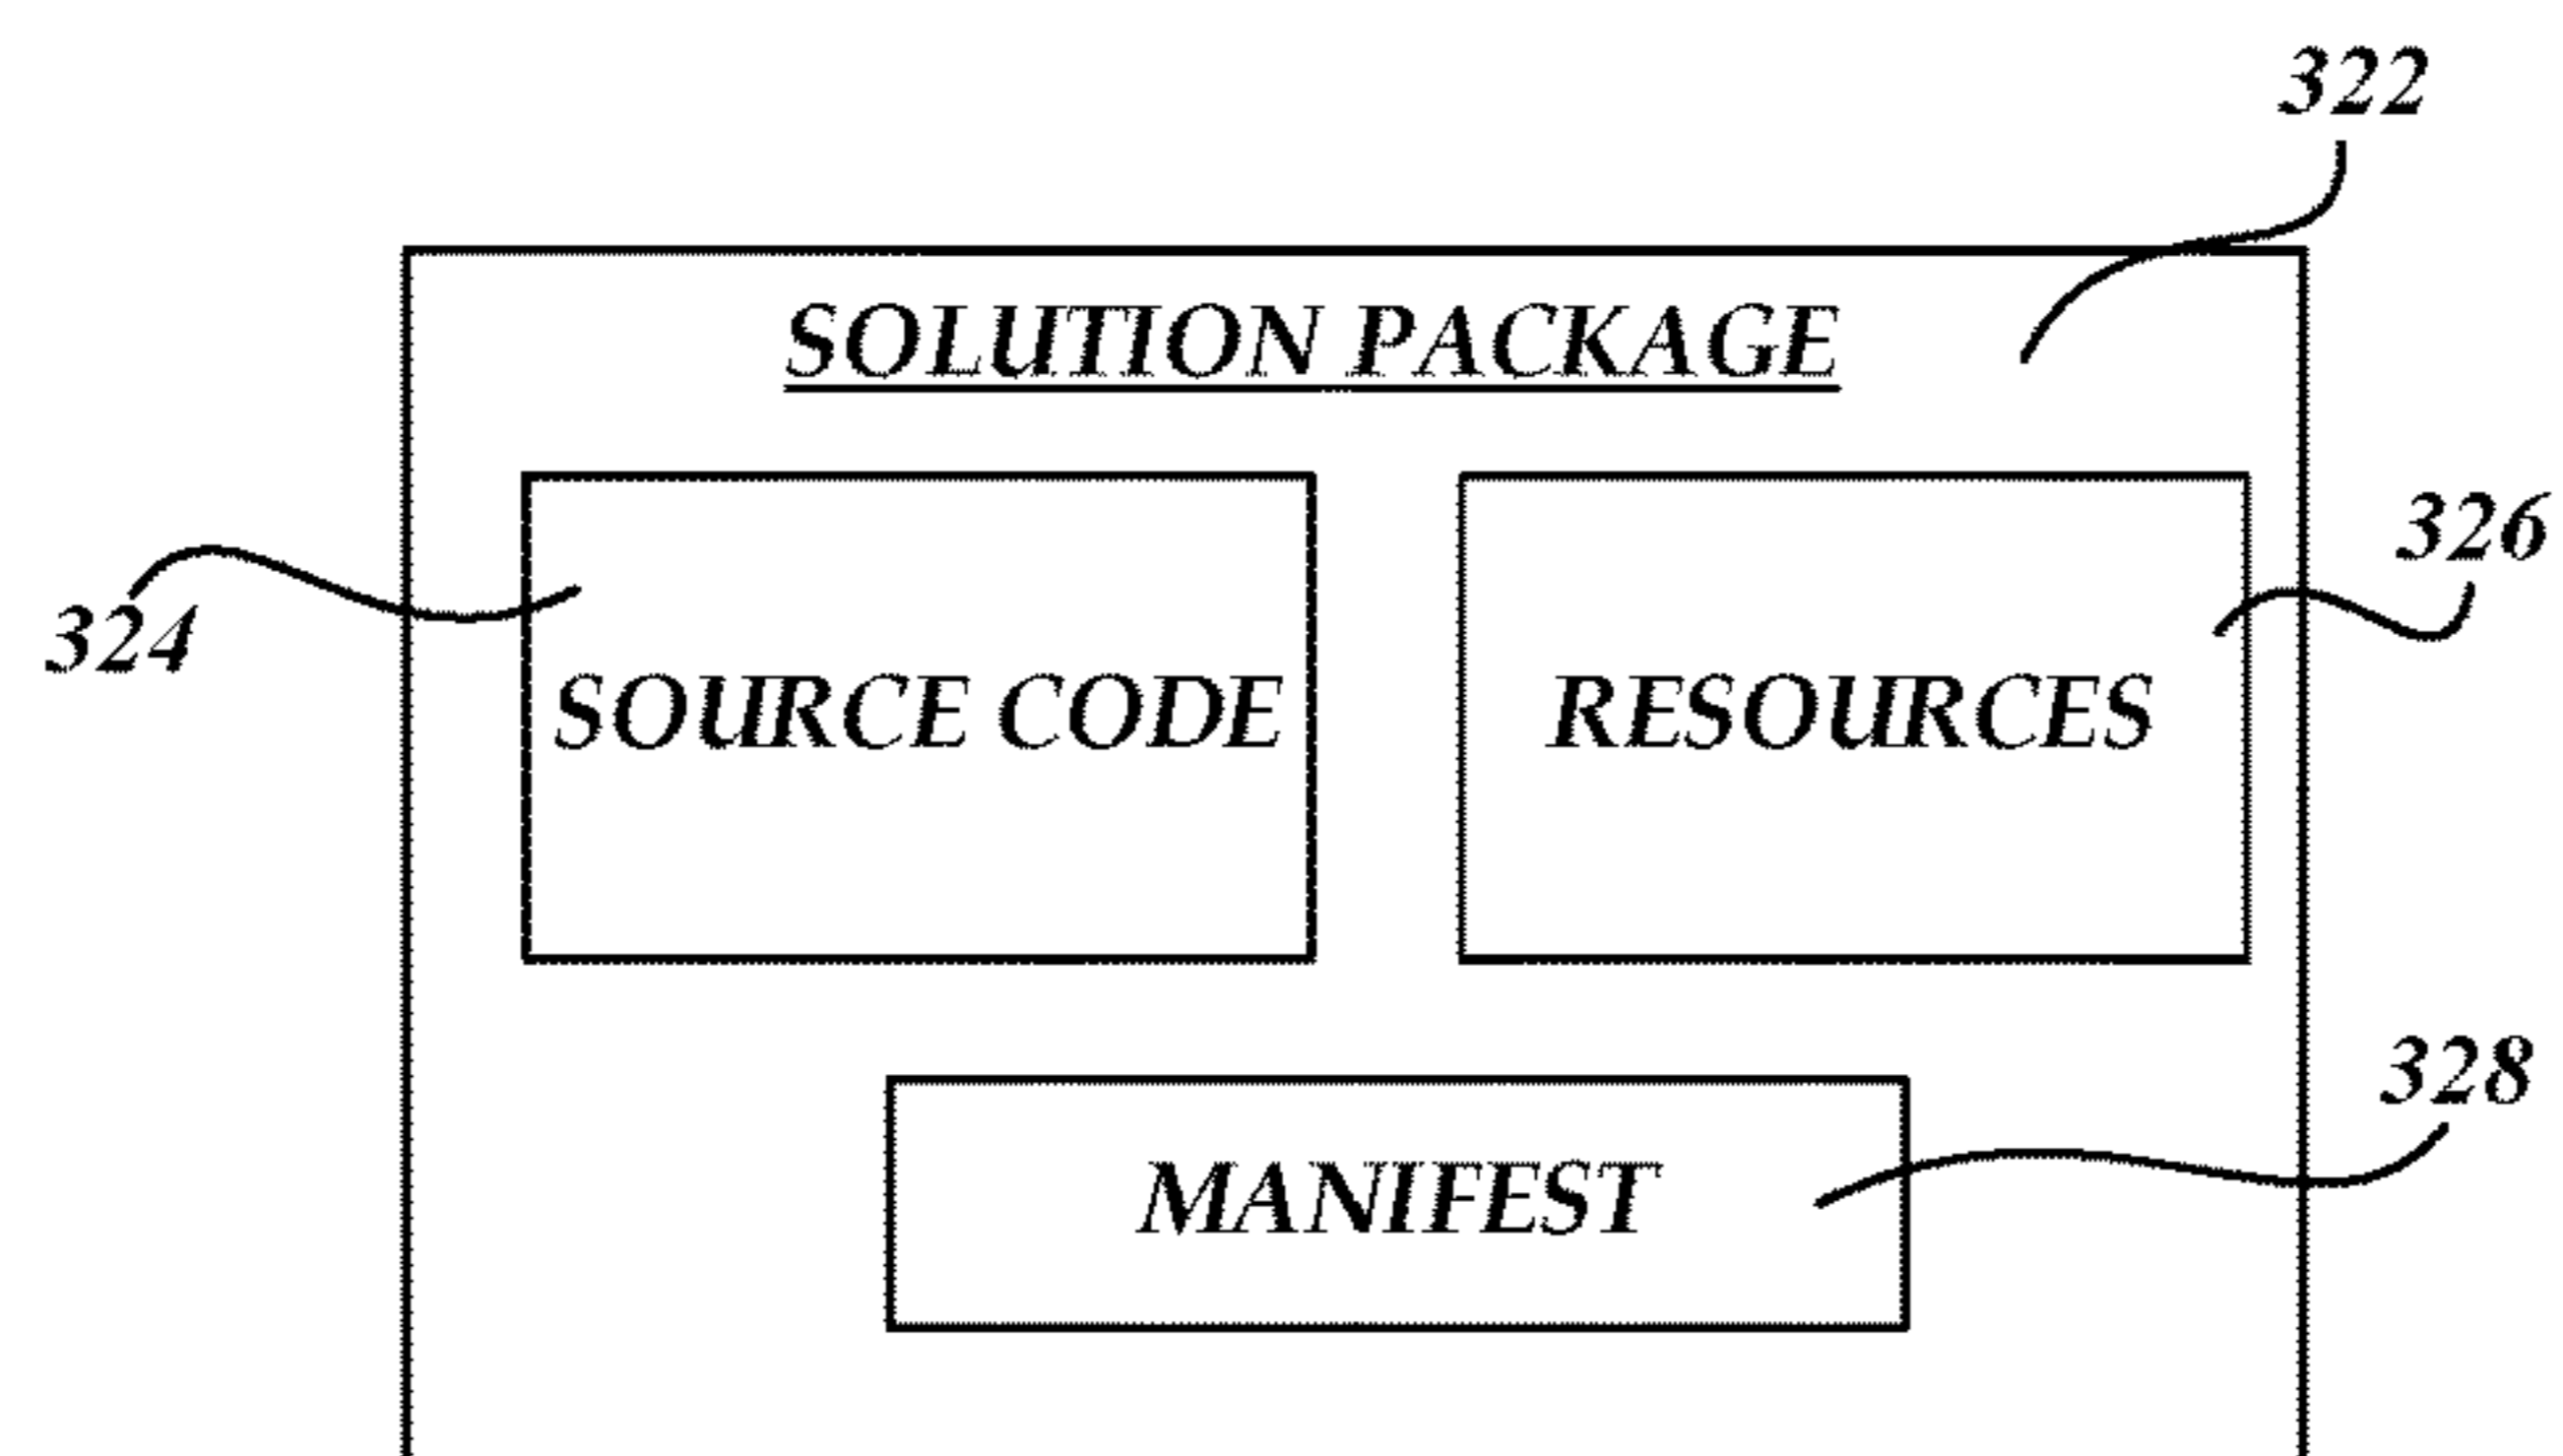 322
SOLUTION PACKAGE
326
324
SOURCE CODE
RESOURCES
328
MANIFEST